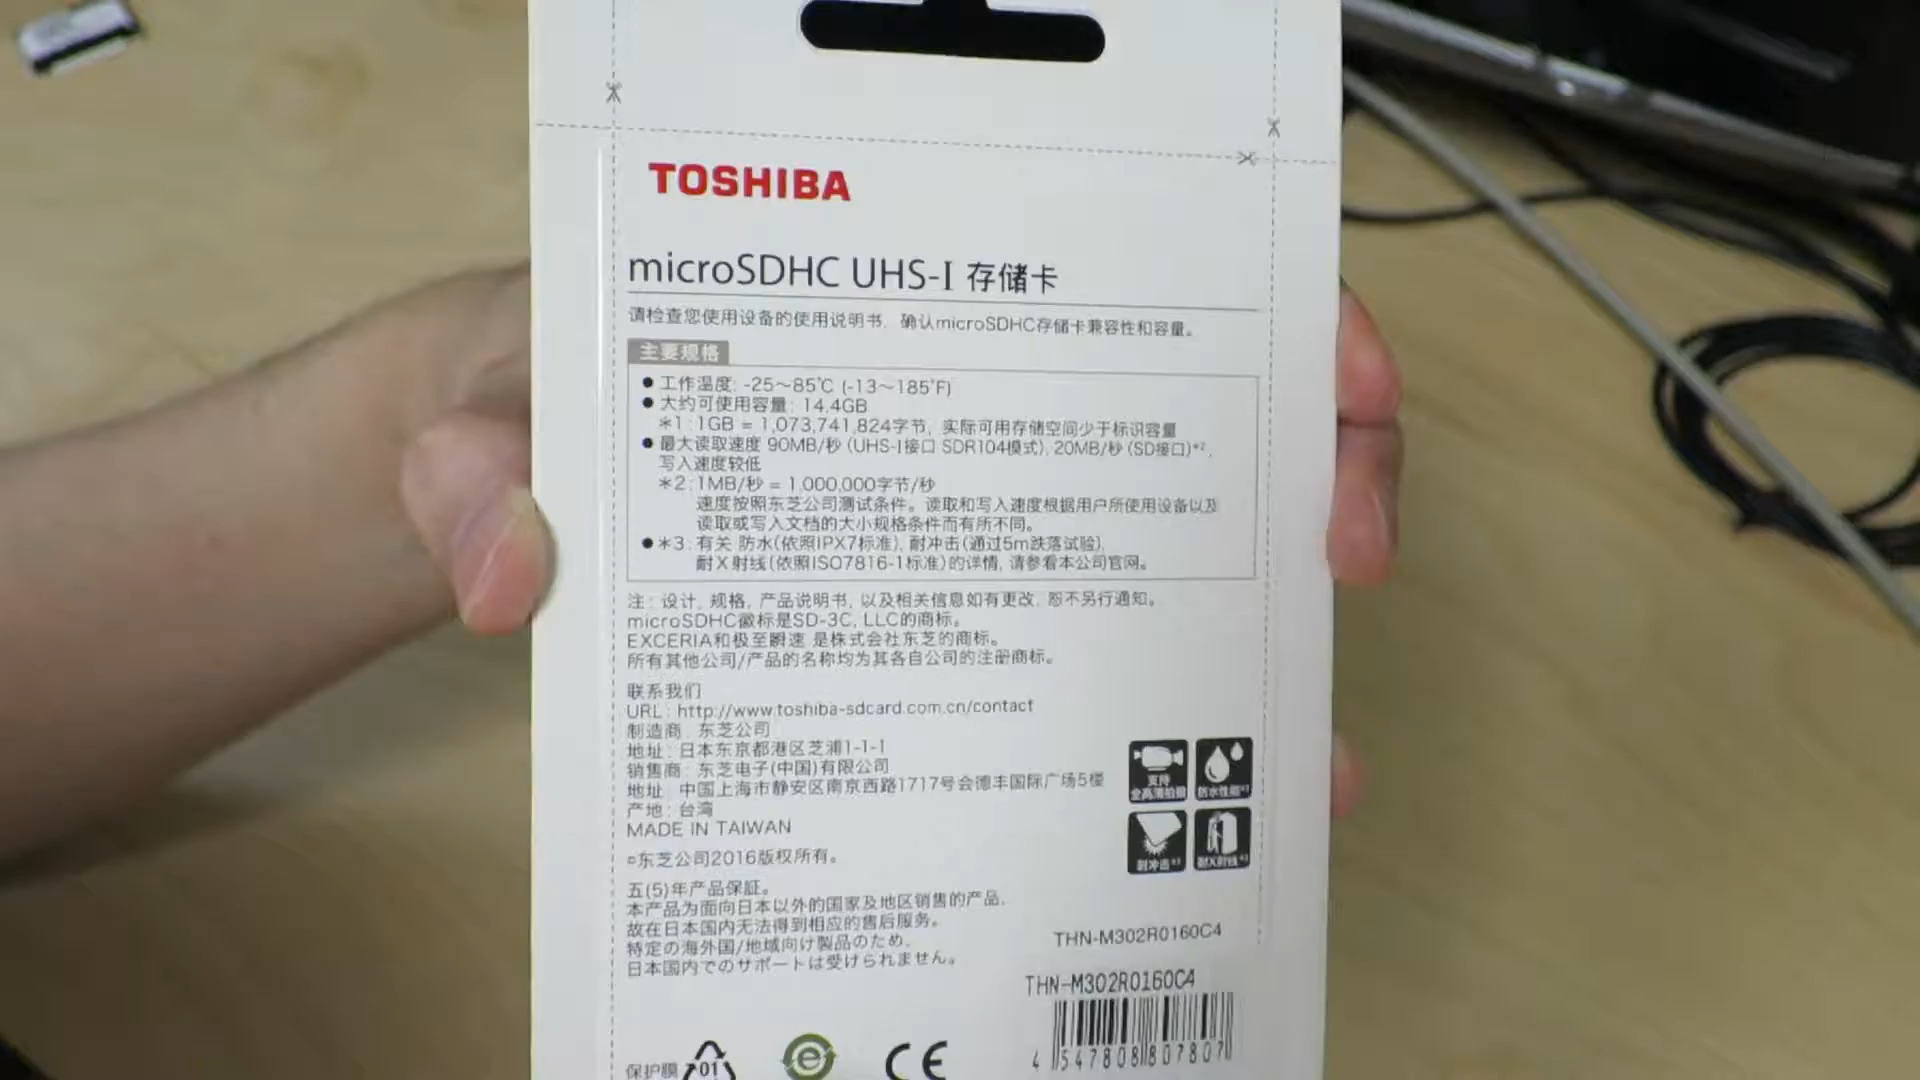 TOSHIBA
microSDHC UHS-I 存储卡
请检查您使用设备的使用说明书, 确认microSDHC存储卡兼容性和容量。
主要规格
● 工作温度: -25~85℃ (-13~185°F)
● 大约可使用容量: 14.4GB
*1: 1GB = 1,073,741,824字节, 实际可用存储空间少于标识容量
● 最大读取速度 90MB/秒 (UHS-I接口 SDR104模式), 20MB/秒 (SD接口)*2,
写入速度较低
*2: 1MB/秒 = 1,000,000字节/秒
速度按照东芝公司测试条件。读取和写入速度根据用户所使用设备以及
读取或写入文档的大小规格条件而有所不同。
● *3: 有关 防水(依照IPX7标准), 耐冲击(通过5m跌落试验),
耐X射线(依照ISO7816-1标准)的详情, 请参看本公司官网。
注: 设计, 规格, 产品说明书, 以及相关信息如有更改, 恕不另行通知。
microSDHC徽标是SD-3C, LLC的商标。
EXCERIA和极至瞬速 是株式会社东芝的商标。
所有其他公司/产品的名称均为其各自公司的注册商标。
联系我们
URL: http://www.toshiba-sdcard.com.cn/contact
制造商: 东芝公司
地址: 日本东京都港区芝浦1-1-1
销售商: 东芝电子(中国)有限公司
地址: 中国上海市静安区南京西路1717号会德丰国际广场5楼
产地: 台湾
MADE IN TAIWAN
©东芝公司2016版权所有。
支持
全高清拍摄
防水性能*3
耐冲击*3
耐X射线*3
五(5)年产品保証。
本产品为面向日本以外的国家及地区销售的产品,
故在日本国内无法得到相应的售后服务。
特定の海外国/地域向け製品のため、
日本国内でのサポートは受けられません。
THN-M302R0160C4
THN-M302R0160C4
4 547808 807807
保护膜 01
e
CE